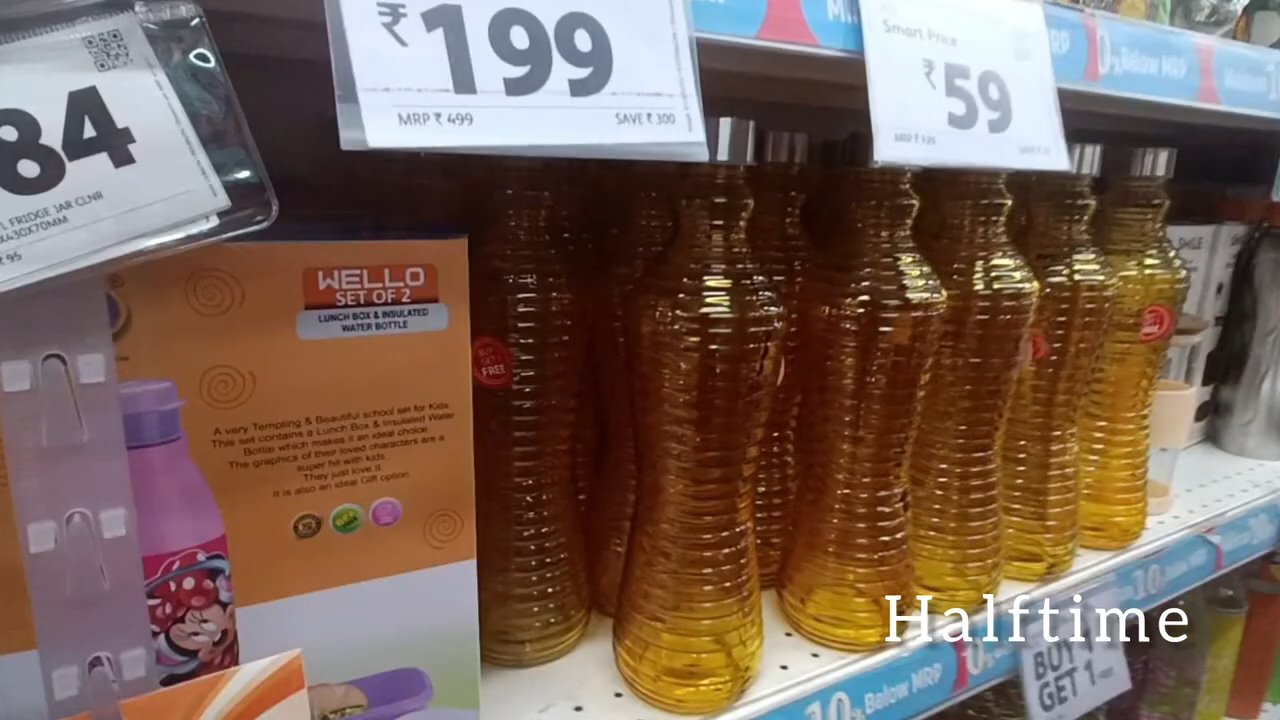 84
FRIDGE JAR CLNR
X430X70MM
₹ 95
₹199
MRP ₹ 499
SAVE ₹ 300
Smart Price
₹59
WELLO
SET OF 2
LUNCH BOX & INSULATED
WATER BOTTLE
A very Tempting & Beautiful school set for Kids.
This set contains a Lunch Box & Insulated Water
Bottle which makes it an ideal choice.
The graphics of their loved characters are a
super hit with kids.
They just love it.
It is also an ideal Gift option.
BUY
GET 1
FREE
Below MRP
10% Below MRP
Halftime
BUY 1
GET 1